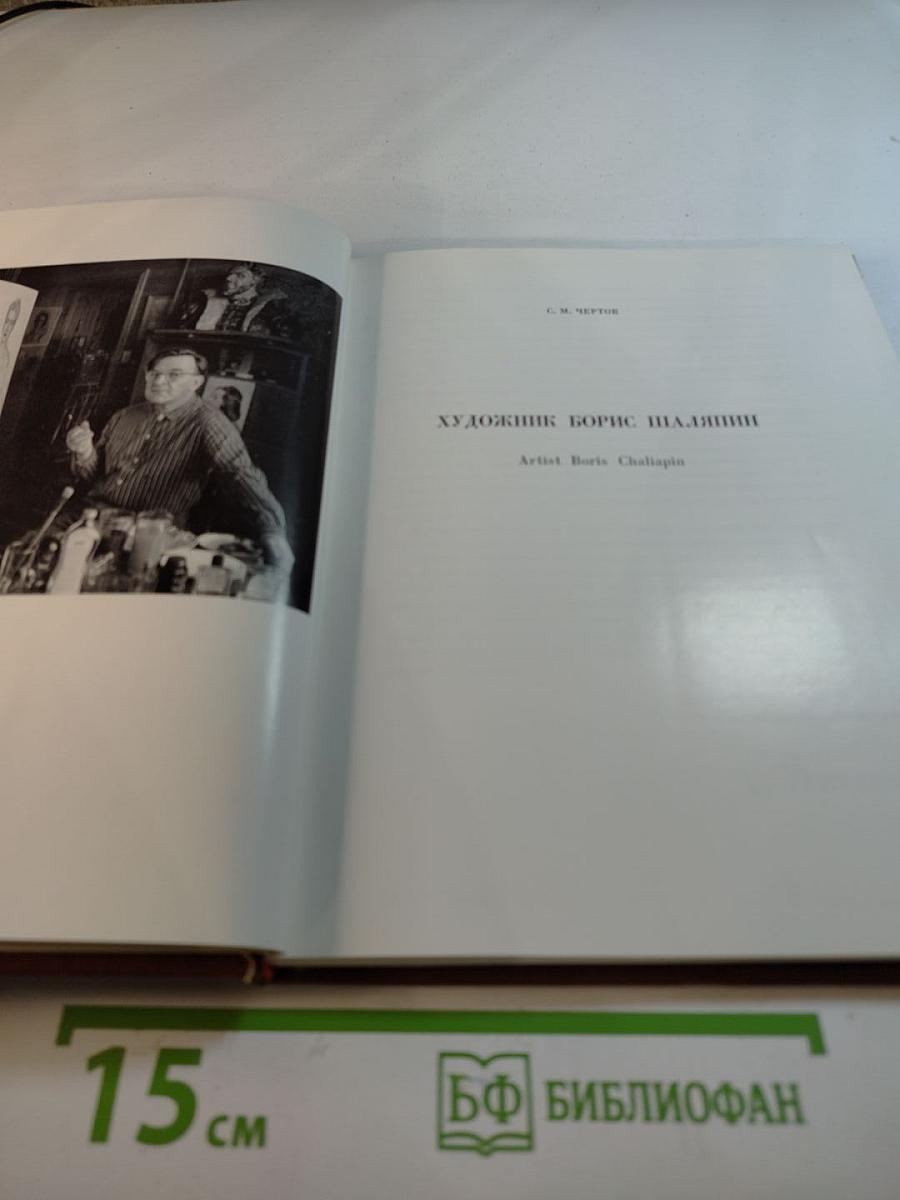 С. М. ЧЕРТОК
ХУДОЖНИК БОРИС ШАЛЯПИН
Artist Boris Chaliapin
15 см
БФ БИБЛИОФАН